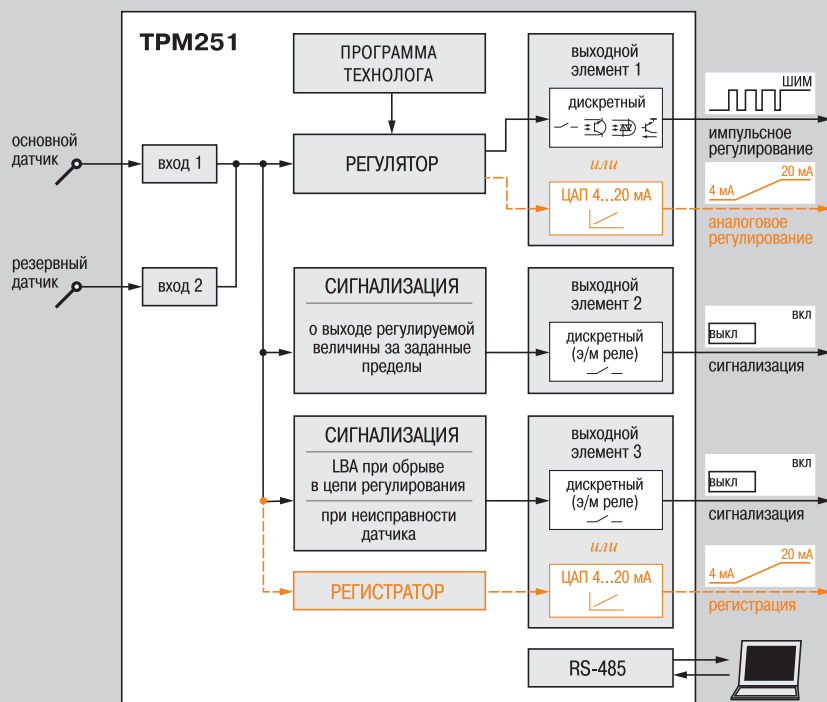 ТРМ251
ПРОГРАММА
ТЕХНОЛОГА
выходной
элемент 1
дискретный
ШИМ
импульсное
регулирование
основной
датчик
вход 1
РЕГУЛЯТОР
или
ЦАП 4...20 мА
4 мА
20 мА
аналоговое
регулирование
резервный
датчик
вход 2
СИГНАЛИЗАЦИЯ
о выходе регулируемой
величины за заданные
пределы
выходной
элемент 2
дискретный
(э/м реле)
вкл
выкл
сигнализация
СИГНАЛИЗАЦИЯ
LBA при обрыве
в цепи регулирования
при неисправности
датчика
выходной
элемент 3
дискретный
(э/м реле)
вкл
выкл
сигнализация
или
РЕГИСТРАТОР
ЦАП 4...20 мА
4 мА
20 мА
регистрация
RS-485